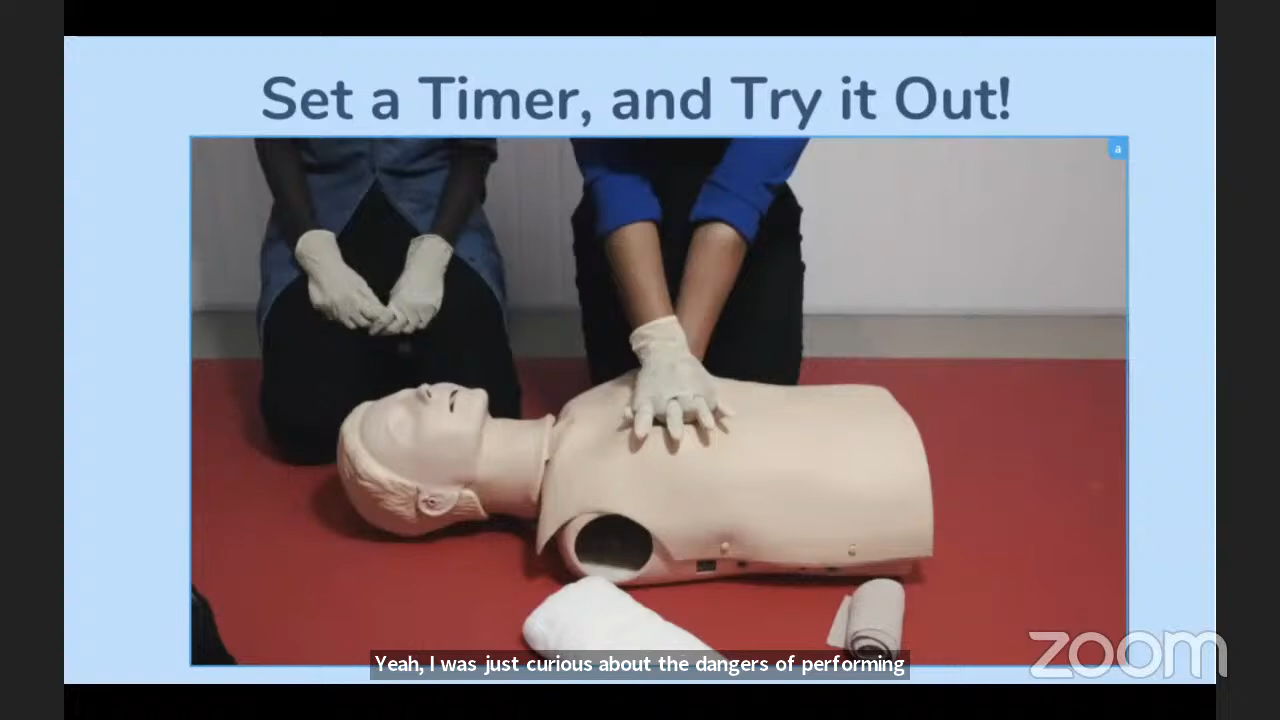 Set a Timer, and Try it Out!
a
Yeah, I was just curious about the dangers of performing
zoom